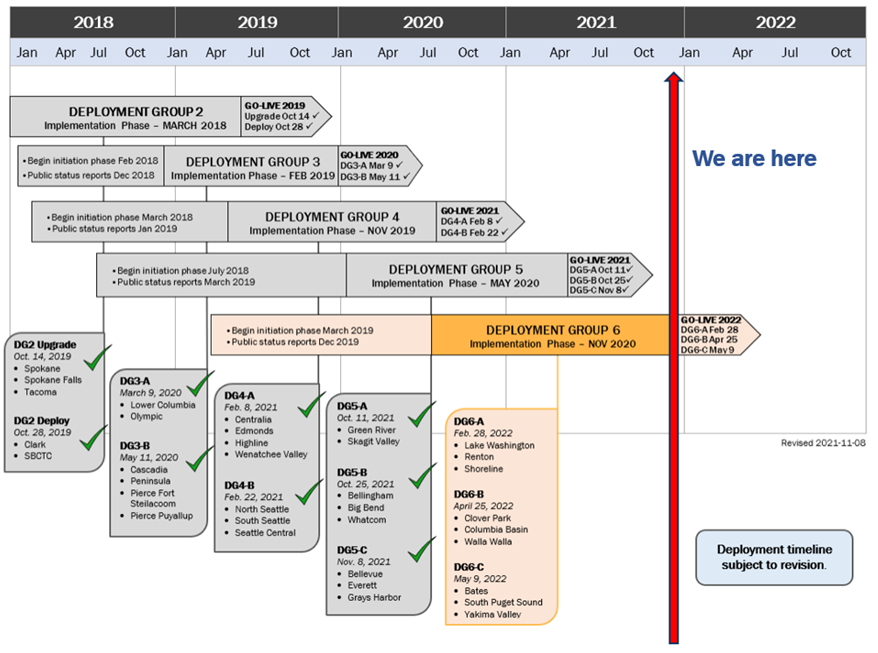 2018 2019 2020 2021 2022
Jan Apr Jul Oct Jan Apr Jul Oct Jan Apr Jul Oct Jan Apr Jul Oct Jan Apr Jul Oct
DEPLOYMENT GROUP 2
Implementation Phase – MARCH 2018
GO-LIVE 2019
Upgrade Oct 14 ✓
Deploy Oct 28 ✓
• Begin initiation phase Feb 2018
• Public status reports Dec 2018
DEPLOYMENT GROUP 3
Implementation Phase – FEB 2019
GO-LIVE 2020
DG3-A Mar 9 ✓
DG3-B May 11 ✓
We are here
• Begin initiation phase March 2018
• Public status reports Jan 2019
DEPLOYMENT GROUP 4
Implementation Phase – NOV 2019
GO-LIVE 2021
DG4-A Feb 8 ✓
DG4-B Feb 22 ✓
• Begin initiation phase July 2018
• Public status reports March 2019
DEPLOYMENT GROUP 5
Implementation Phase – MAY 2020
GO-LIVE 2021
DG5-A Oct 11✓
DG5-B Oct 25✓
DG5-C Nov 8✓
• Begin initiation phase March 2019
• Public status reports Dec 2019
DEPLOYMENT GROUP 6
Implementation Phase – NOV 2020
GO-LIVE 2022
DG6-A Feb 28
DG6-B Apr 25
DG6-C May 9
DG2 Upgrade
Oct. 14, 2019
• Spokane
• Spokane Falls
• Tacoma
DG2 Deploy
Oct. 28, 2019
• Clark
• SBCTC
DG3-A
March 9, 2020
• Lower Columbia
• Olympic
DG3-B
May 11, 2020
• Cascadia
• Peninsula
• Pierce Fort
Steilacoom
• Pierce Puyallup
DG4-A
Feb. 8, 2021
• Centralia
• Edmonds
• Highline
• Wenatchee Valley
DG4-B
Feb. 22, 2021
• North Seattle
• South Seattle
• Seattle Central
DG5-A
Oct. 11, 2021
• Green River
• Skagit Valley
DG5-B
Oct. 25, 2021
• Bellingham
• Big Bend
• Whatcom
DG5-C
Nov. 8, 2021
• Bellevue
• Everett
• Grays Harbor
DG6-A
Feb. 28, 2022
• Lake Washington
• Renton
• Shoreline
DG6-B
April 25, 2022
• Clover Park
• Columbia Basin
• Walla Walla
DG6-C
May 9, 2022
• Bates
• South Puget Sound
• Yakima Valley
Revised 2021-11-08
Deployment timeline
subject to revision.